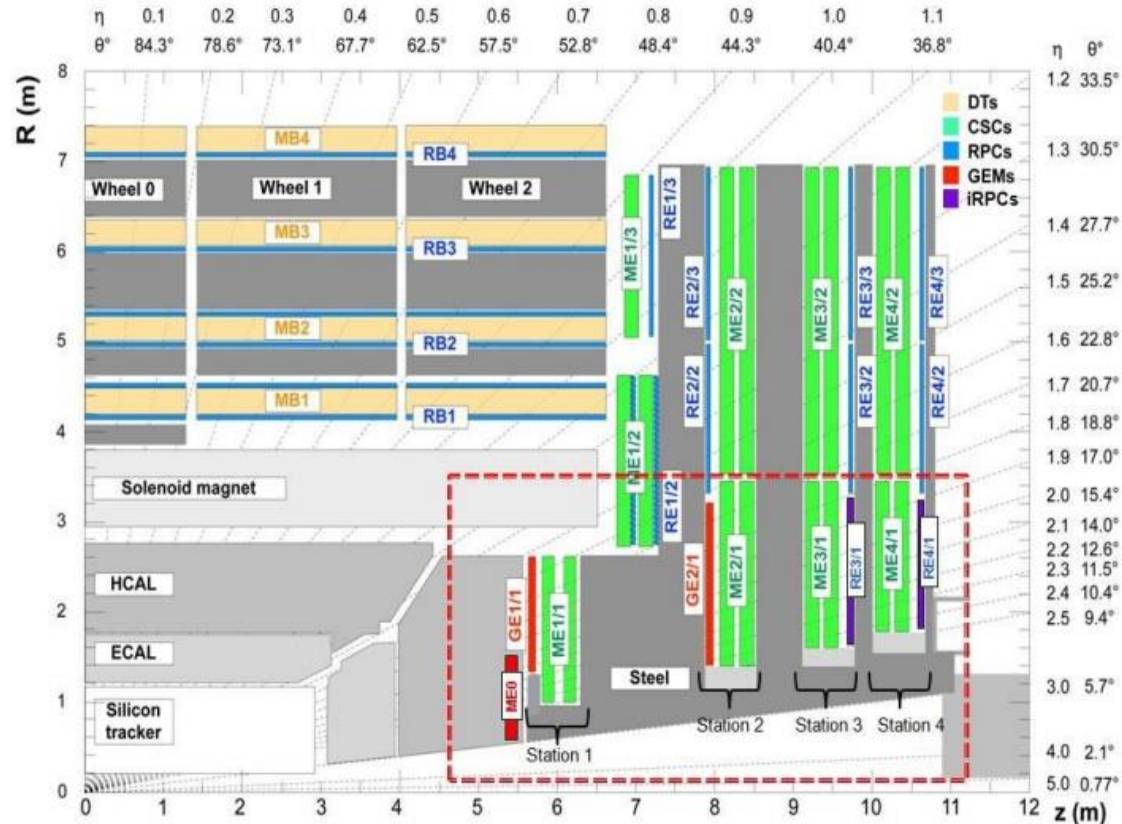 η 0.1 0.2 0.3 0.4 0.5 0.6 0.7 0.8 0.9 1.0 1.1
θ° 84.3° 78.6° 73.1° 67.7° 62.5° 57.5° 52.8° 48.4° 44.3° 40.4° 36.8° η θ°
R (m)
8
7
6
5
4
3
2
1
0
1.2 33.5°
1.3 30.5°
1.4 27.7°
1.5 25.2°
1.6 22.8°
1.7 20.7°
1.8 18.8°
1.9 17.0°
2.0 15.4°
2.1 14.0°
2.2 12.6°
2.3 11.5°
2.4 10.4°
2.5 9.4°
3.0 5.7°
4.0 2.1°
5.0 0.77°
DTs
CSCs
RPCs
GEMs
iRPCs
MB4
RB4
Wheel 0 Wheel 1 Wheel 2
MB3
RB3
MB2
RB2
MB1
RB1
Solenoid magnet
HCAL
ECAL
Silicon
tracker
Steel
ME1/3
RE1/3
ME1/2
RE1/2
RE2/3
RE2/2
ME2/2
ME3/2
RE3/3
RE3/2
ME4/2
RE4/3
RE4/2
GE1/1
ME1/1
ME0
GE2/1
ME2/1
ME3/1
RE3/1
ME4/1
RE4/1
Station 1
Station 2
Station 3
Station 4
0 1 2 3 4 5 6 7 8 9 10 11 12
z (m)